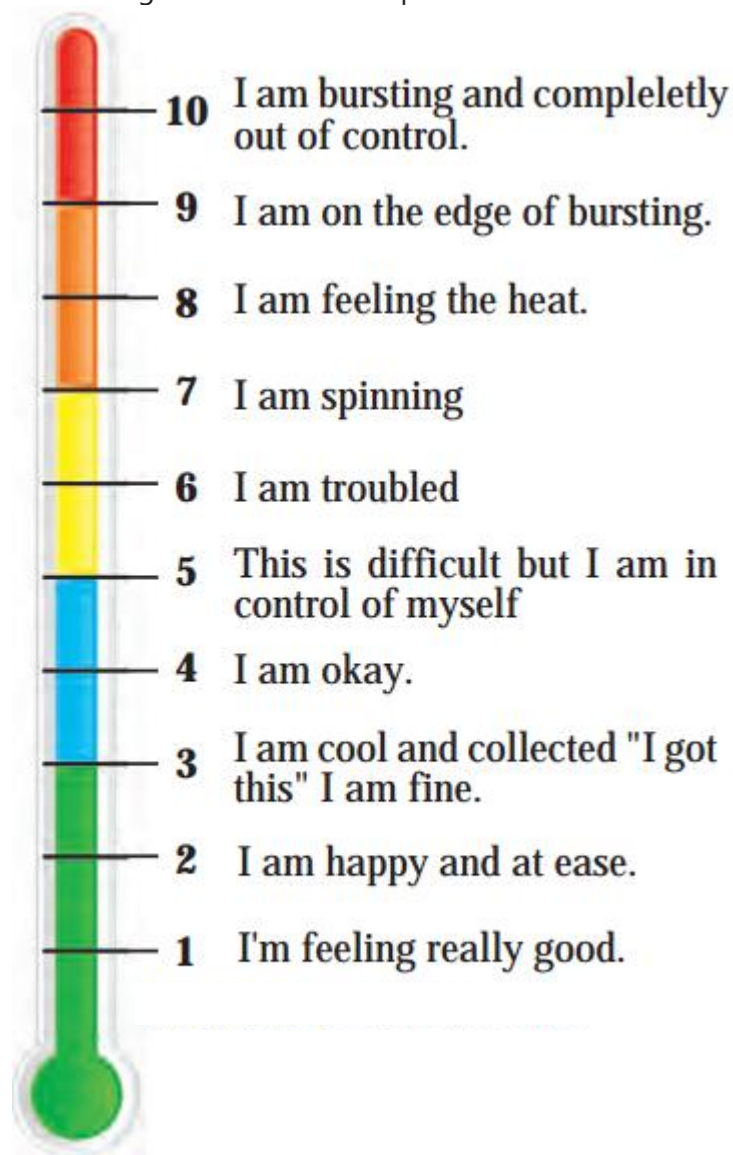 10 I am bursting and compleletly
out of control.
9 I am on the edge of bursting.
8 I am feeling the heat.
7 I am spinning
6 I am troubled
5 This is difficult but I am in
control of myself
4 I am okay.
3 I am cool and collected "I got
this" I am fine.
2 I am happy and at ease.
1 I'm feeling really good.